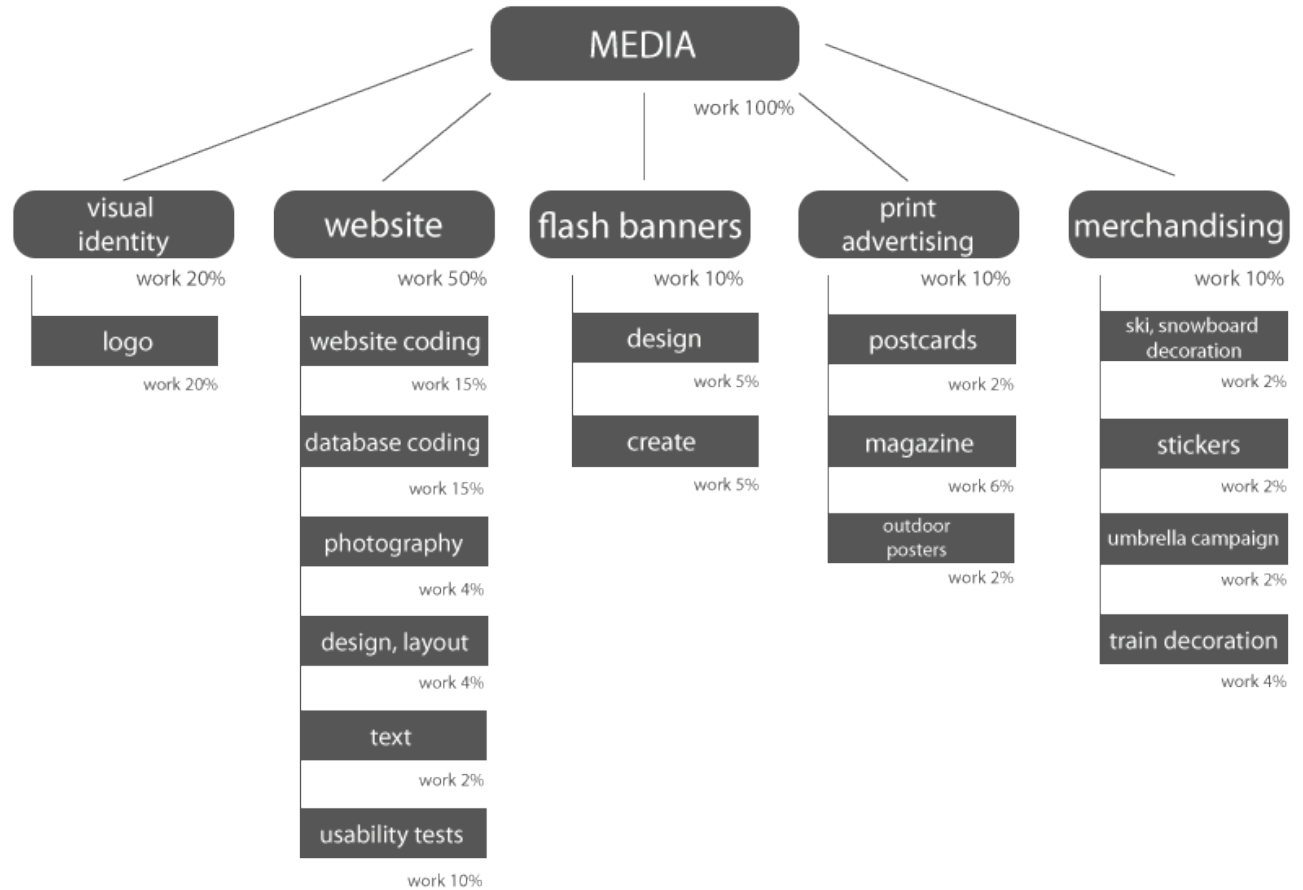 MEDIA
work 100%
visual
identity
work 20%
logo
work 20%
website
work 50%
website coding
work 15%
database coding
work 15%
photography
work 4%
design, layout
work 4%
text
work 2%
usability tests
work 10%
flash banners
work 10%
design
work 5%
create
work 5%
print
advertising
work 10%
postcards
work 2%
magazine
work 6%
outdoor
posters
work 2%
merchandising
work 10%
ski, snowboard
decoration
work 2%
stickers
work 2%
umbrella campaign
work 2%
train decoration
work 4%